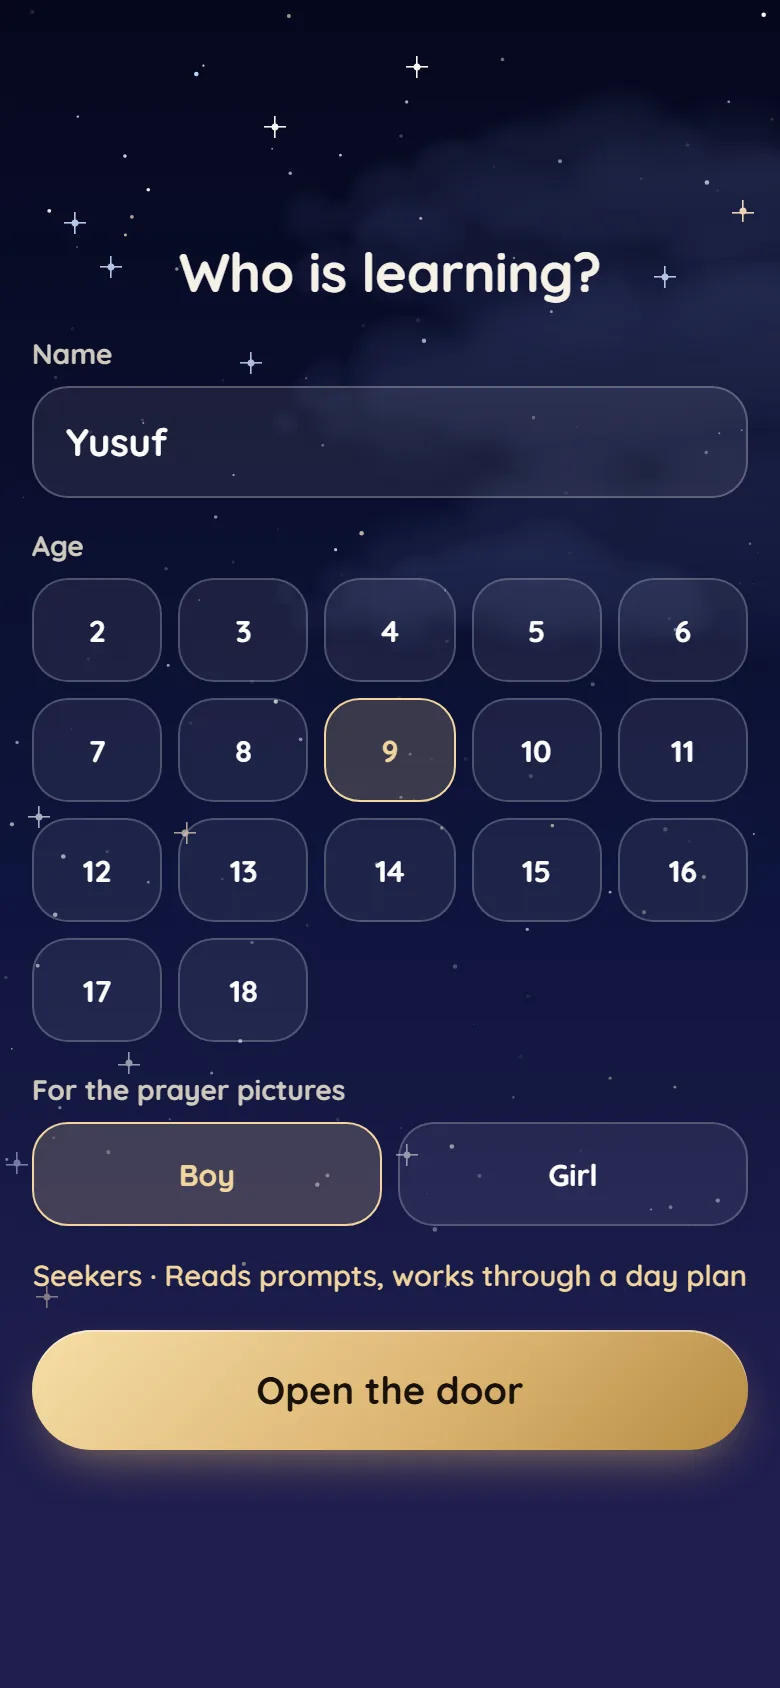 Who is learning?
Name
Yusuf
Age
2 3 4 5 6
7 8 9 10 11
12 13 14 15 16
17 18
For the prayer pictures
Boy Girl
Seekers · Reads prompts, works through a day plan
Open the door